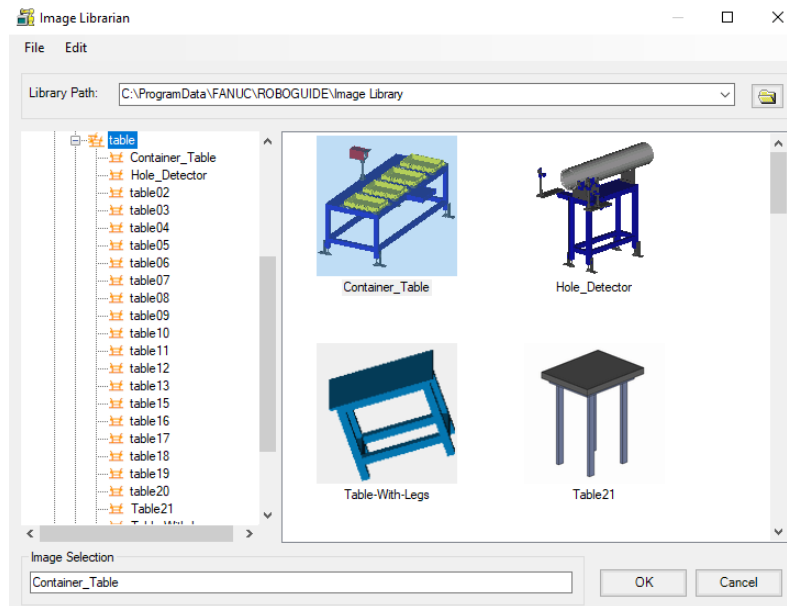 Image Librarian
File Edit
Library Path: C:\ProgramData\FANUC\ROBOGUIDE\Image Library
table
Container_Table
Hole_Detector
table02
table03
table04
table05
table06
table07
table08
table09
table10
table11
table12
table13
table15
table16
table17
table18
table19
table20
Table21
Container_Table Hole_Detector
Table-With-Legs Table21
Image Selection
Container_Table
OK Cancel